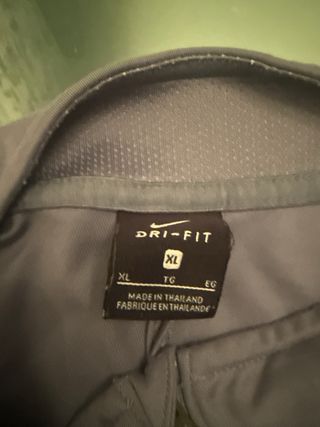 DRI-FIT
XL
XL TG EG
MADE IN THAILAND
FABRIQUE EN THAILANDE